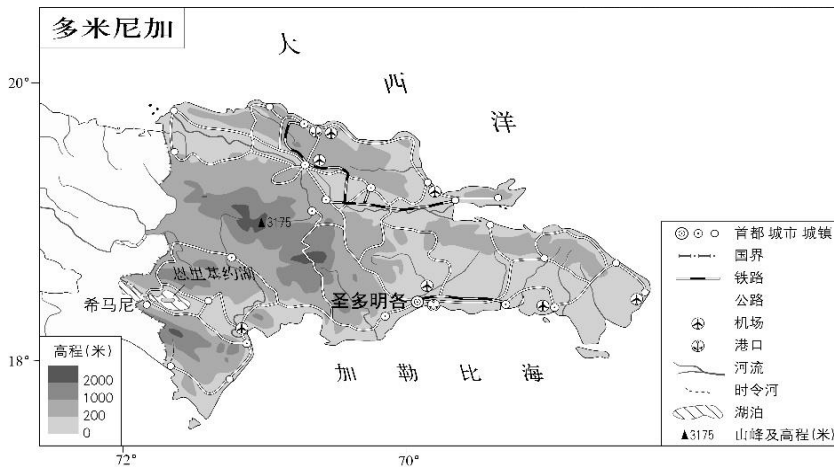 多米尼加
大西洋
20°
18°
72°
70°
▲3175
恩里基约湖
希马尼
圣多明各
加勒比海
高程(米)
2000
1000
200
0
首都 城市 城镇
国界
铁路
公路
机场
港口
河流
时令河
湖泊
▲3175 山峰及高程(米)